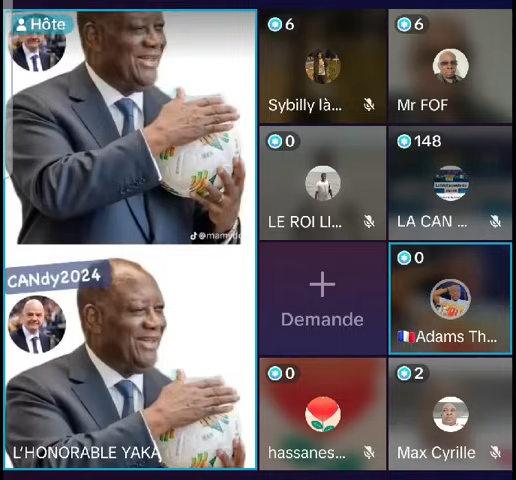 Hôte
@mamydo
CANdy2024
L'HONORABLE YAKA
6
Sybilly là...
6
Mr FOF
0
LE ROI LI...
148
LA CAN ...
+
Demande
0
🇫🇷Adams Th...
0
hassanes...
2
Max Cyrille